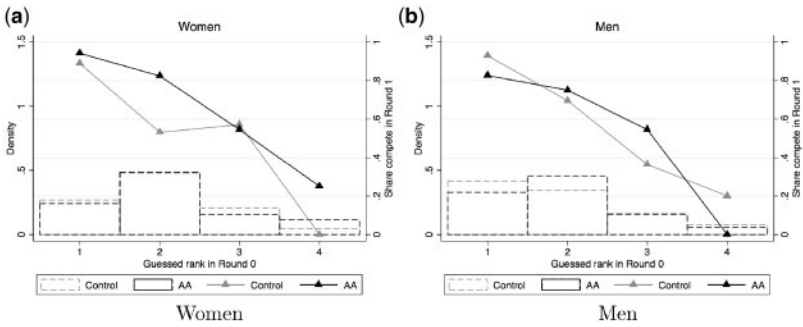 (a)
Women
1.5
1
.5
0
Density
1
.8
.6
.4
.2
0
Share compete in Round 1
1 2 3 4
Guessed rank in Round 0
Control AA Control AA
Women
(b)
Men
1.5
1
.5
0
Density
1
.8
.6
.4
.2
0
Share compete in Round 1
1 2 3 4
Guessed rank in Round 0
Control AA Control AA
Men